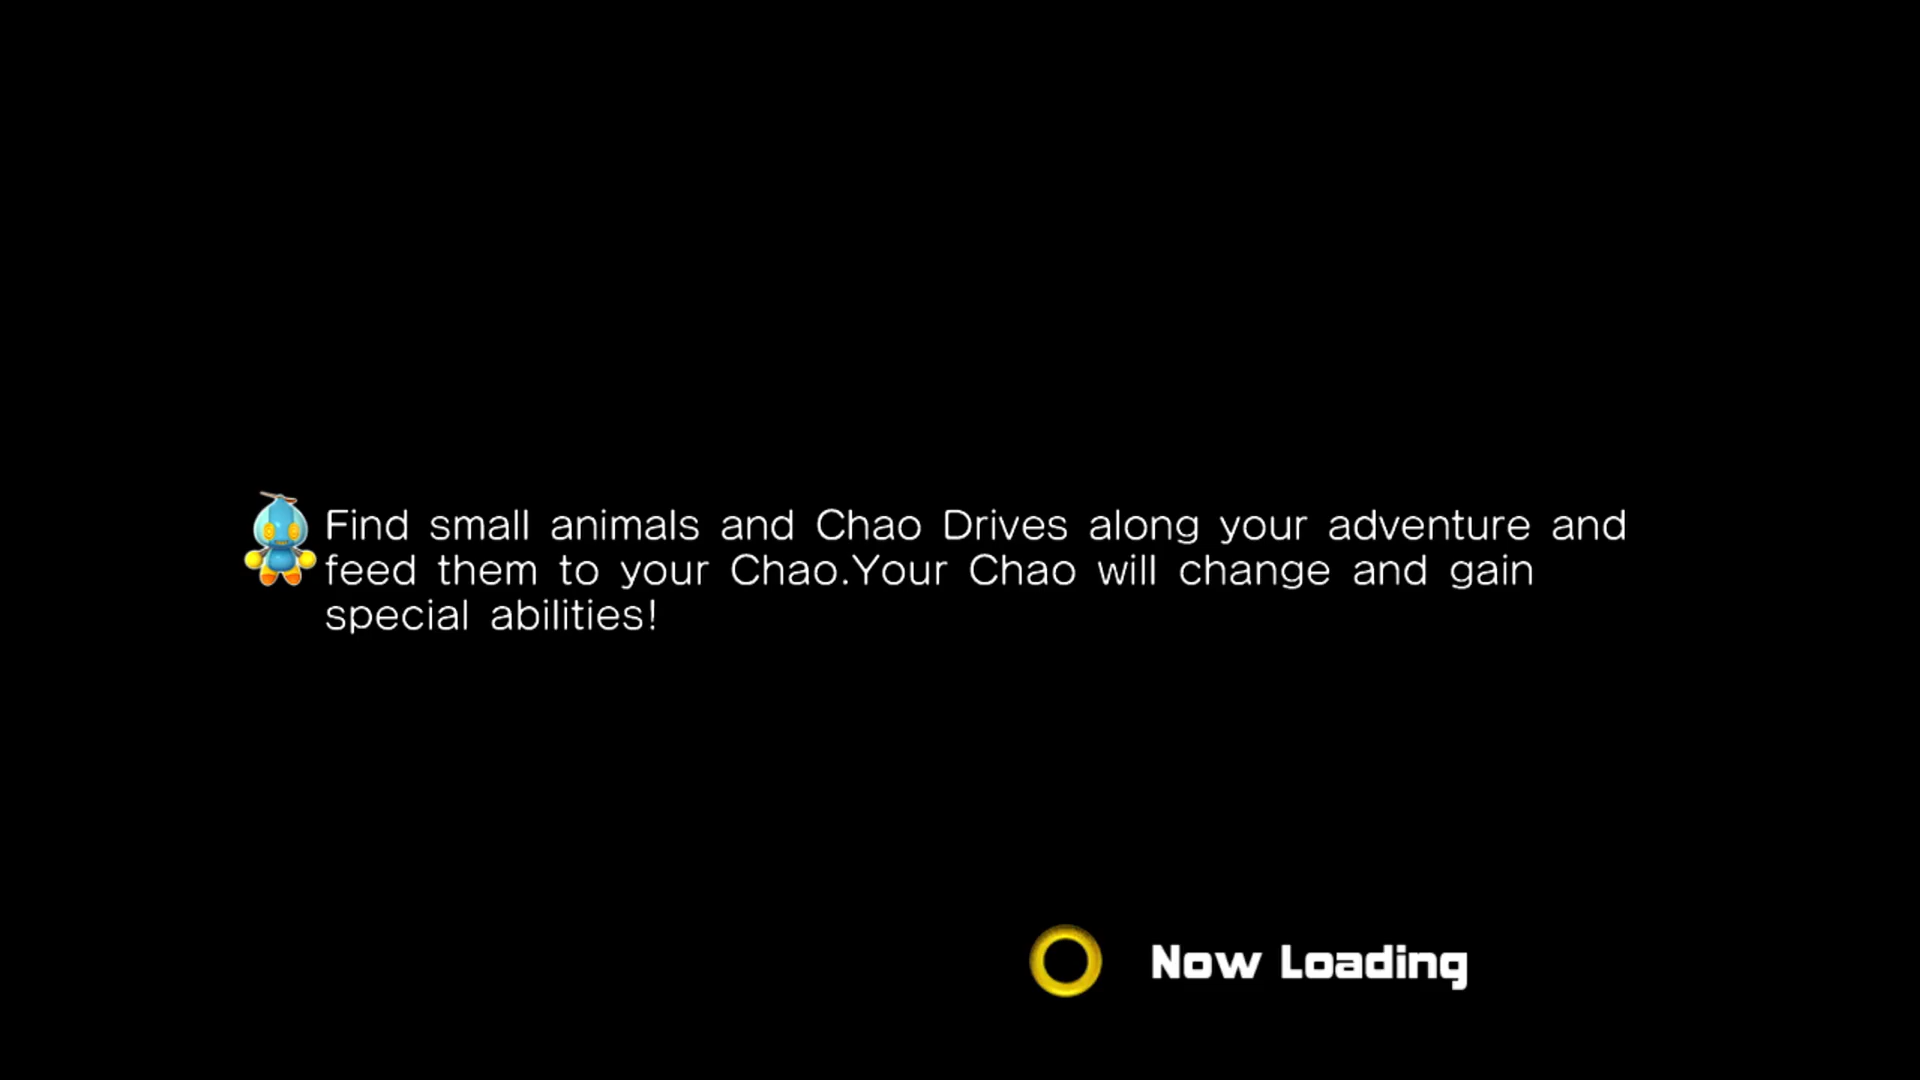 Find small animals and Chao Drives along your adventure and
feed them to your Chao.Your Chao will change and gain
special abilities!
Now Loading